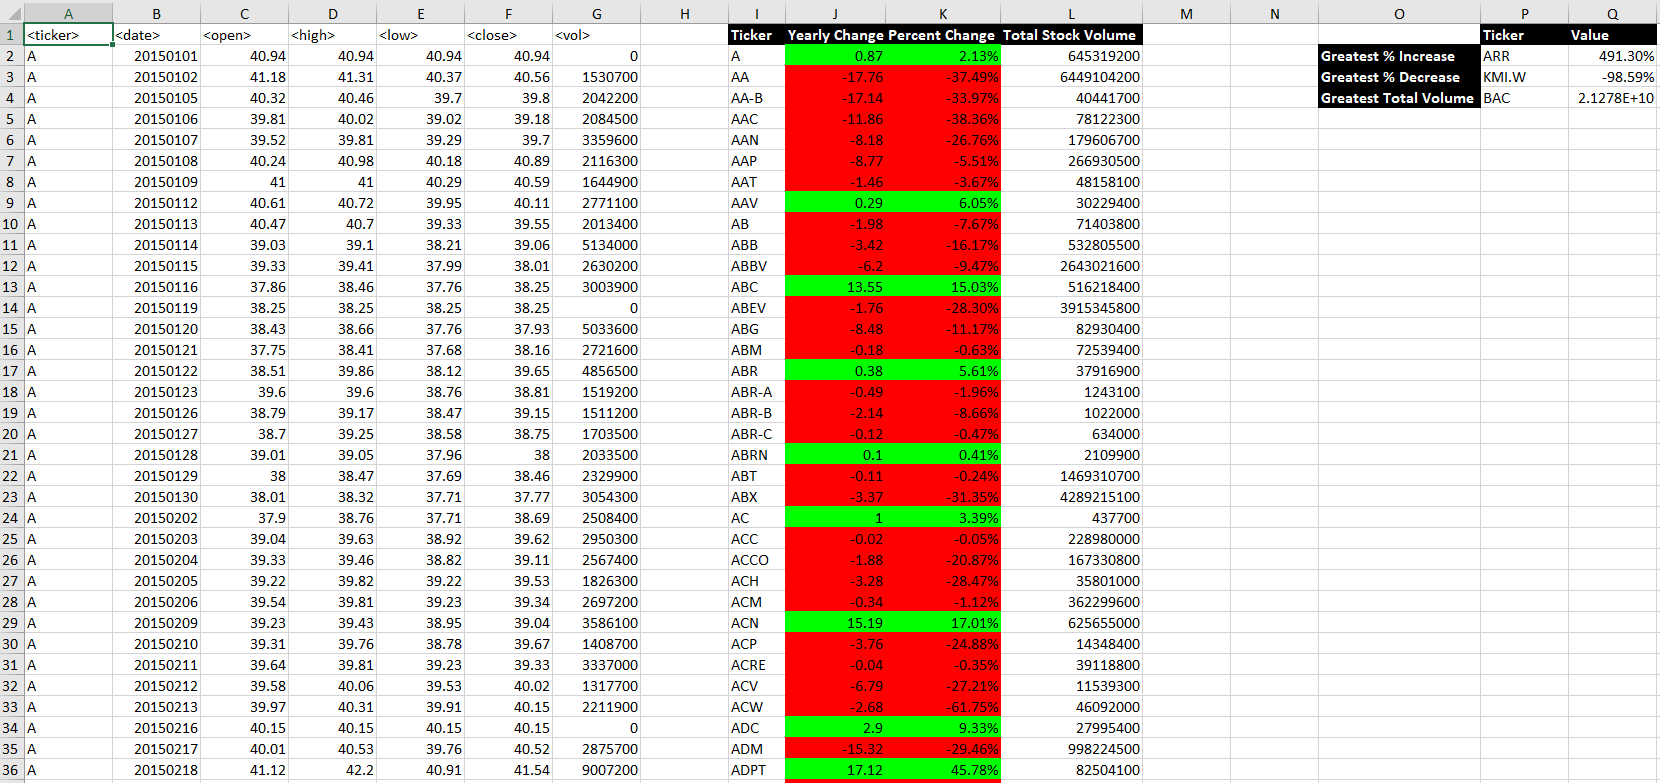 A B C D E F G H I J K L M N O P Q
1 <ticker> <date> <open> <high> <low> <close> <vol> Ticker Yearly Change Percent Change Total Stock Volume Ticker Value
2 A 20150101 40.94 40.94 40.94 40.94 0 A 0.87 2.13% 645319200 Greatest % Increase ARR 491.30%
3 A 20150102 41.18 41.31 40.37 40.56 1530700 AA -17.76 -37.49% 6449104200 Greatest % Decrease KMI.W -98.59%
4 A 20150105 40.32 40.46 39.7 39.8 2042200 AA-B -17.14 -33.97% 40441700 Greatest Total Volume BAC 2.1278E+10
5 A 20150106 39.81 40.02 39.02 39.18 2084500 AAC -11.86 -38.36% 78122300
6 A 20150107 39.52 39.81 39.29 39.7 3359600 AAN -8.18 -26.76% 179606700
7 A 20150108 40.24 40.98 40.18 40.89 2116300 AAP -8.77 -5.51% 266930500
8 A 20150109 41 41 40.29 40.59 1644900 AAT -1.46 -3.67% 48158100
9 A 20150112 40.61 40.72 39.95 40.11 2771100 AAV 0.29 6.05% 30229400
10 A 20150113 40.47 40.7 39.33 39.55 2013400 AB -1.98 -7.67% 71403800
11 A 20150114 39.03 39.1 38.21 39.06 5134000 ABB -3.42 -16.17% 532805500
12 A 20150115 39.33 39.41 37.99 38.01 2630200 ABBV -6.2 -9.47% 2643021600
13 A 20150116 37.86 38.46 37.76 38.25 3003900 ABC 13.55 15.03% 516218400
14 A 20150119 38.25 38.25 38.25 38.25 0 ABEV -1.76 -28.30% 3915345800
15 A 20150120 38.43 38.66 37.76 37.93 5033600 ABG -8.48 -11.17% 82930400
16 A 20150121 37.75 38.41 37.68 38.16 2721600 ABM -0.18 -0.63% 72539400
17 A 20150122 38.51 39.86 38.12 39.65 4856500 ABR 0.38 5.61% 37916900
18 A 20150123 39.6 39.6 38.76 38.81 1519200 ABR-A -0.49 -1.96% 1243100
19 A 20150126 38.79 39.17 38.47 39.15 1511200 ABR-B -2.14 -8.66% 1022000
20 A 20150127 38.7 39.25 38.58 38.75 1703500 ABR-C -0.12 -0.47% 634000
21 A 20150128 39.01 39.05 37.96 38 2033500 ABRN 0.1 0.41% 2109900
22 A 20150129 38 38.47 37.69 38.46 2329900 ABT -0.11 -0.24% 1469310700
23 A 20150130 38.01 38.32 37.71 37.77 3054300 ABX -3.37 -31.35% 4289215100
24 A 20150202 37.9 38.76 37.71 38.69 2508400 AC 1 3.39% 437700
25 A 20150203 39.04 39.63 38.92 39.62 2950300 ACC -0.02 -0.05% 228980000
26 A 20150204 39.33 39.46 38.82 39.11 2567400 ACCO -1.88 -20.87% 167330800
27 A 20150205 39.22 39.82 39.22 39.53 1826300 ACH -3.28 -28.47% 35801000
28 A 20150206 39.54 39.81 39.23 39.34 2697200 ACM -0.34 -1.12% 362299600
29 A 20150209 39.23 39.43 38.95 39.04 3586100 ACN 15.19 17.01% 625655000
30 A 20150210 39.31 39.76 38.78 39.67 1408700 ACP -3.76 -24.88% 14348400
31 A 20150211 39.64 39.81 39.23 39.33 3337000 ACRE -0.04 -0.35% 39118800
32 A 20150212 39.58 40.06 39.53 40.02 1317700 ACV -6.79 -27.21% 11539300
33 A 20150213 39.97 40.31 39.91 40.15 2211900 ACW -2.68 -61.75% 46092000
34 A 20150216 40.15 40.15 40.15 40.15 0 ADC 2.9 9.33% 27995400
35 A 20150217 40.01 40.53 39.76 40.52 2875700 ADM -15.32 -29.46% 998224500
36 A 20150218 41.12 42.2 40.91 41.54 9007200 ADPT 17.12 45.78% 82504100